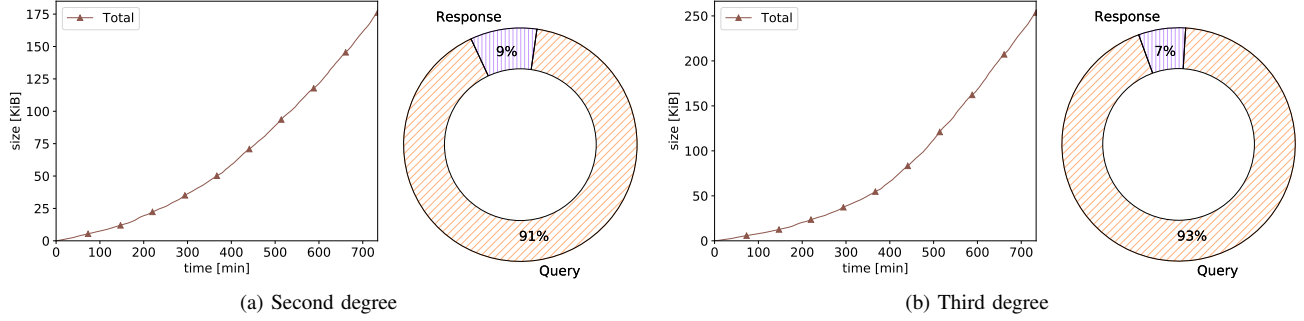 Total
175
150
125
100
75
50
25
0
size [KiB]
0 100 200 300 400 500 600 700
time [min]
Response
9%
91%
Query
(a) Second degree
Total
250
200
150
100
50
0
size [KiB]
0 100 200 300 400 500 600 700
time [min]
Response
7%
93%
Query
(b) Third degree